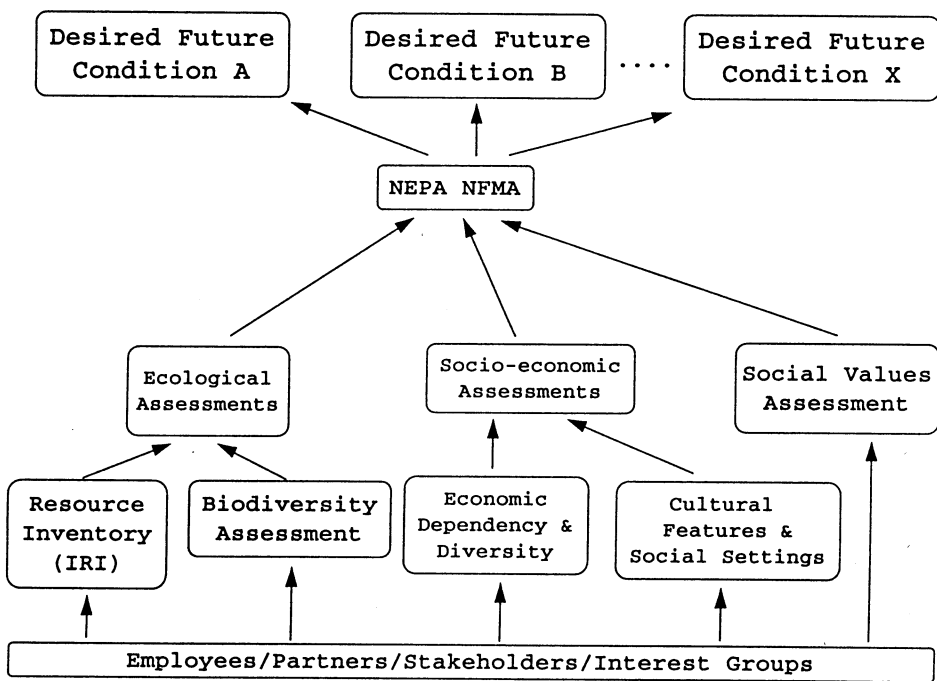 Desired Future
Condition A
Desired Future
Condition B
....
Desired Future
Condition X
NEPA NFMA
Ecological
Assessments
Socio-economic
Assessments
Social Values
Assessment
Resource
Inventory
(IRI)
Biodiversity
Assessment
Economic
Dependency &
Diversity
Cultural
Features &
Social Settings
Employees/Partners/Stakeholders/Interest Groups